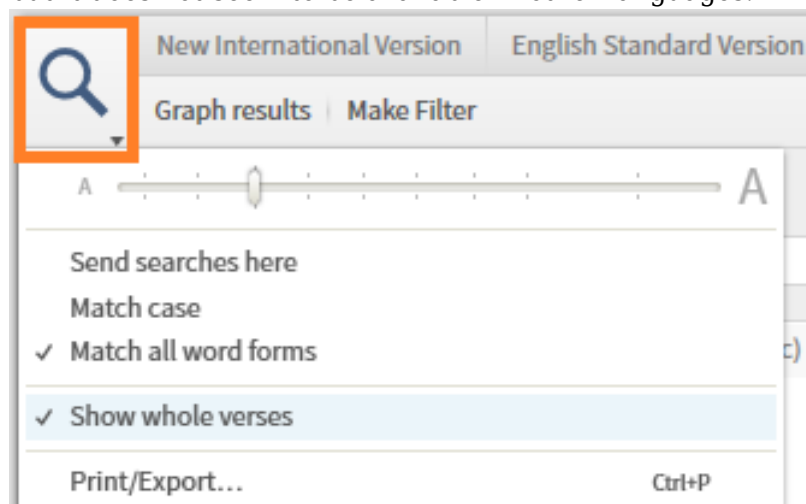 New International Version English Standard Version
Graph results Make Filter
A A
Send searches here
Match case
✓ Match all word forms
c)
✓ Show whole verses
Print/Export... Ctrl+P